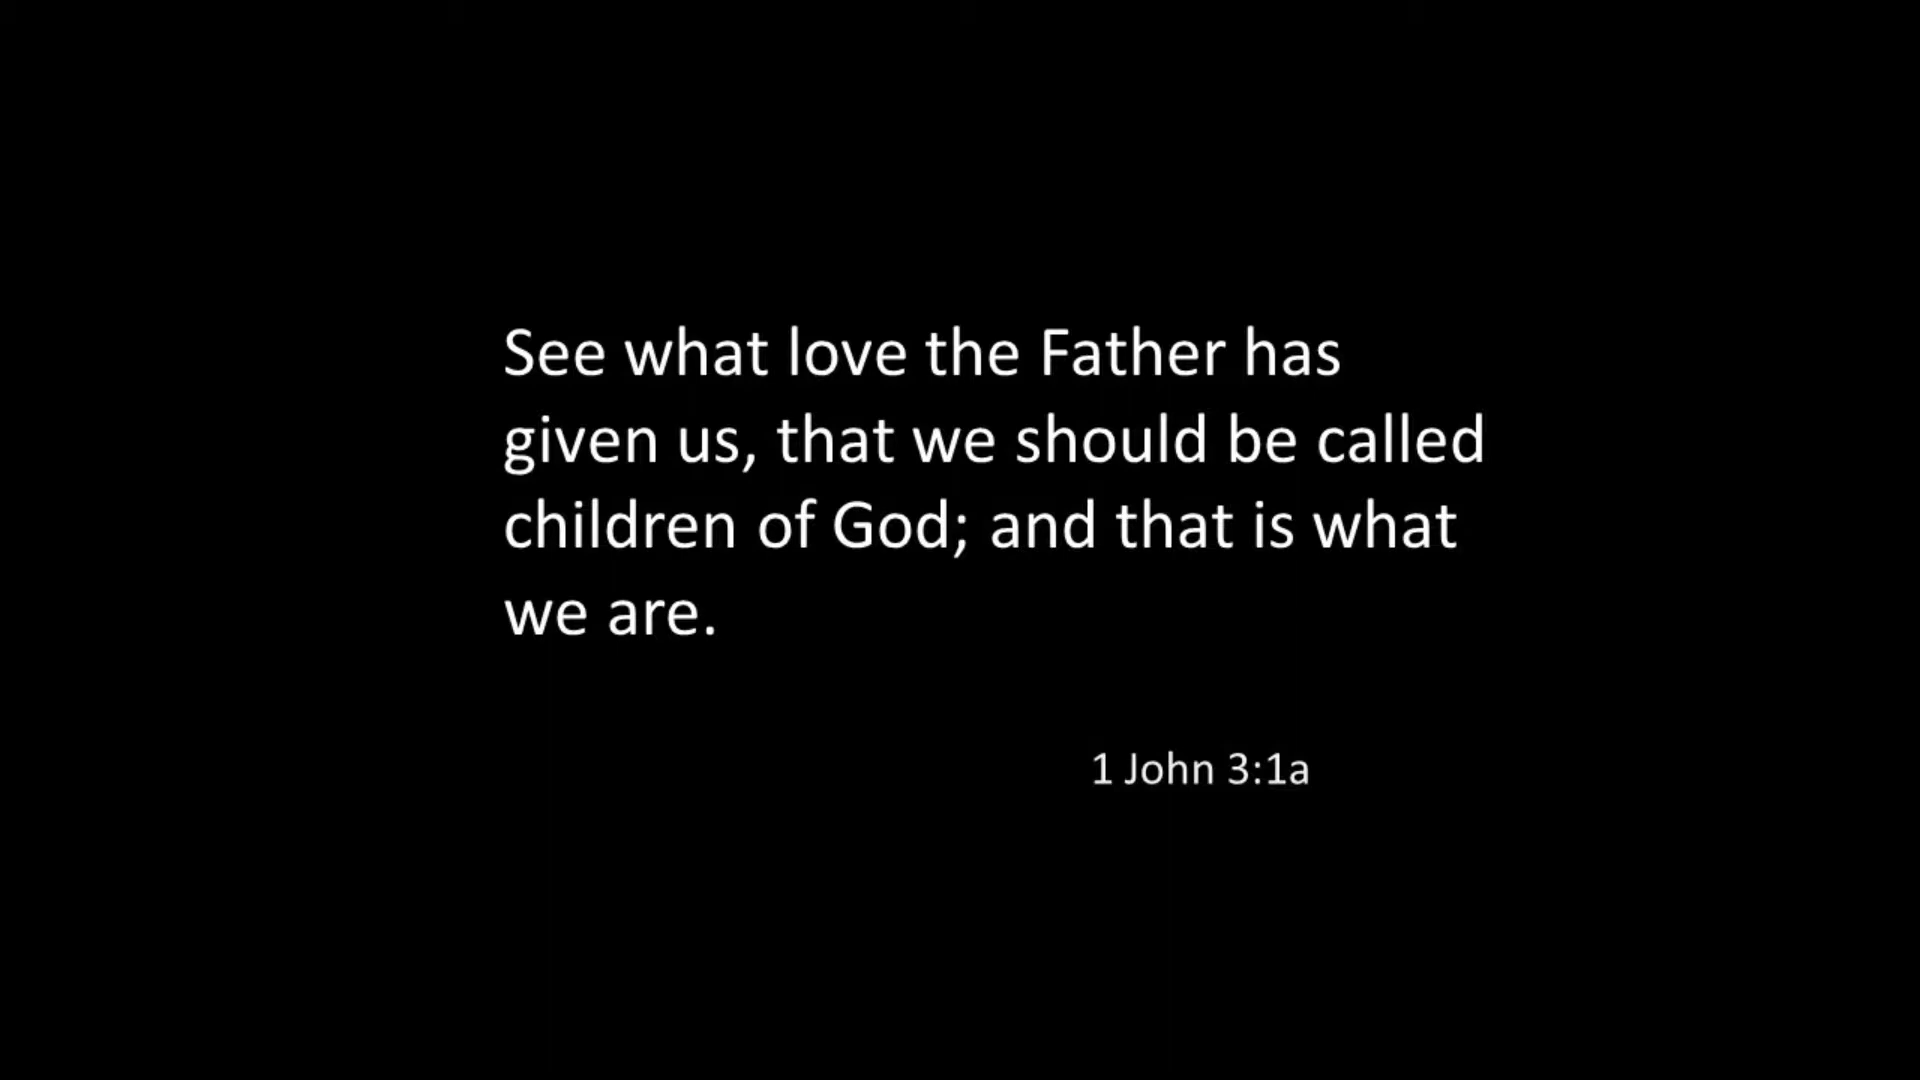 See what love the Father has
given us, that we should be called
children of God; and that is what
we are.
1 John 3:1a